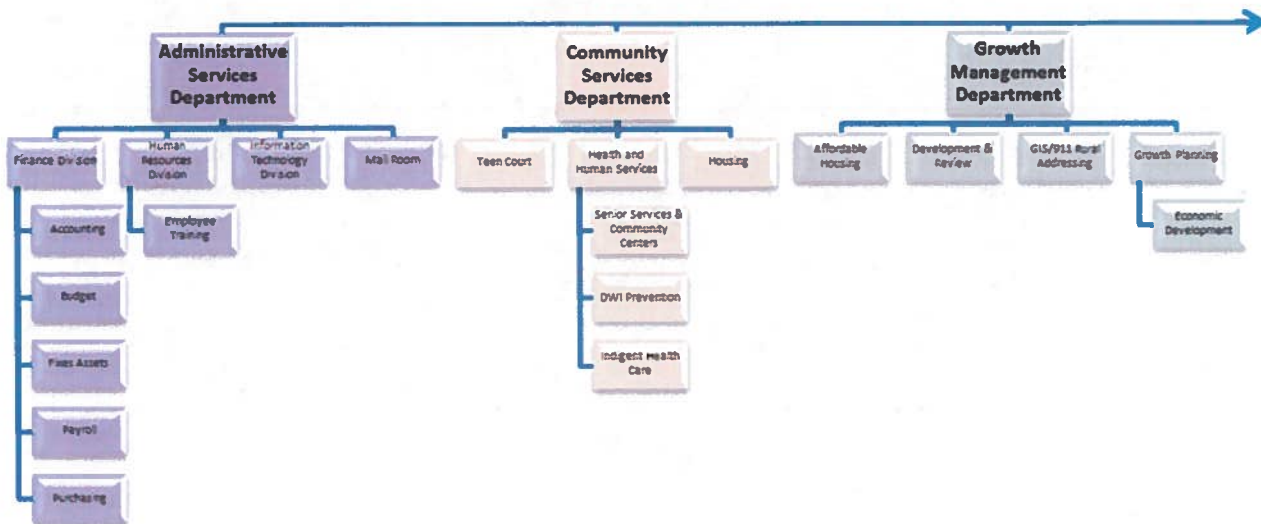 Administrative
Services
Department
Community
Services
Department
Growth
Management
Department
Finance Division
Human
Resources
Division
Information
Technology
Division
Mail Room
Teen Court
Health and
Human Services
Housing
Affordable
Housing
Development &
Review
GIS/911 Rural
Addressing
Growth Planning
Accounting
Employee
Training
Senior Services &
Community
Centers
Economic
Development
Budget
DWI Prevention
Fixes Assets
Indigent Health
Care
Payroll
Purchasing